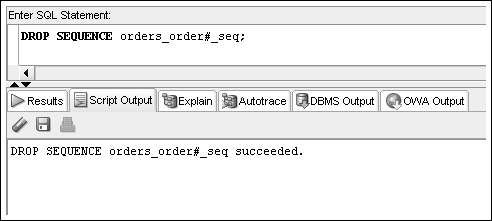 Enter SQL Statement:
DROP SEQUENCE orders_order#_seq;
Results Script Output Explain Autotrace DBMS Output OWA Output
DROP SEQUENCE orders_order#_seq succeeded.